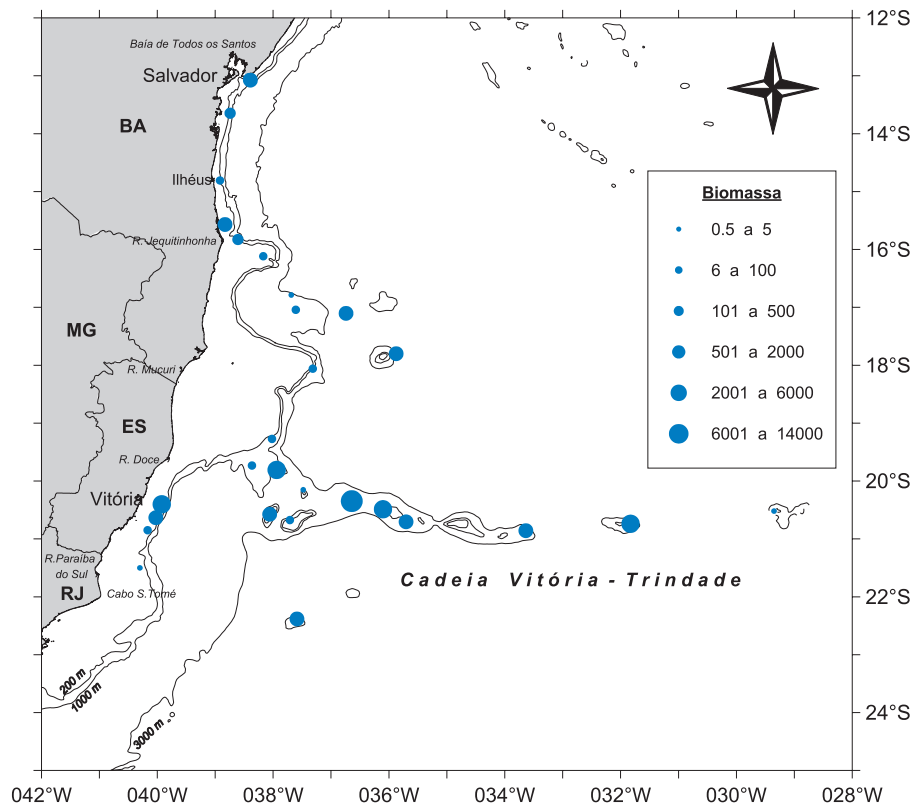 12°S
Baía de Todos os Santos
Salvador
BA
14°S
Ilhéus
Biomassa
0.5 a 5
R. Jequitinhonha
16°S
6 a 100
101 a 500
MG
501 a 2000
R. Mucuri
18°S
2001 a 6000
ES
6001 a 14000
R. Doce
20°S
Vitória
R.Paraíba
do Sul
Cadeia Vitória - Trindade
RJ
Cabo S.Tomé
22°S
200 m
1000 m
3000 m
24°S
042°W 040°W 038°W 036°W 034°W 032°W 030°W 028°W